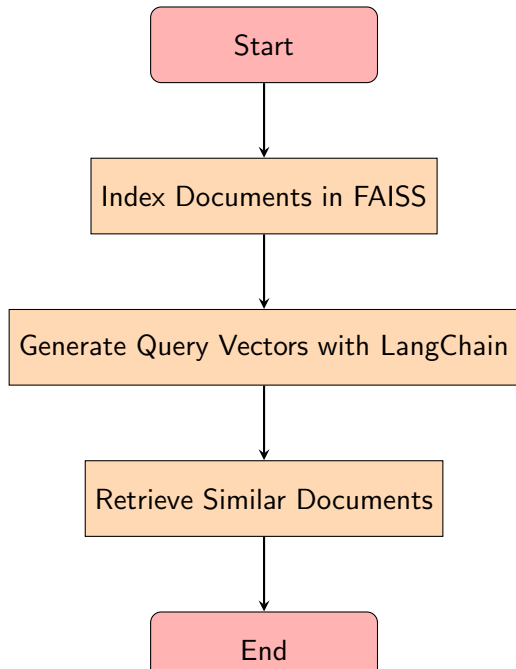 Start
Index Documents in FAISS
Generate Query Vectors with LangChain
Retrieve Similar Documents
End